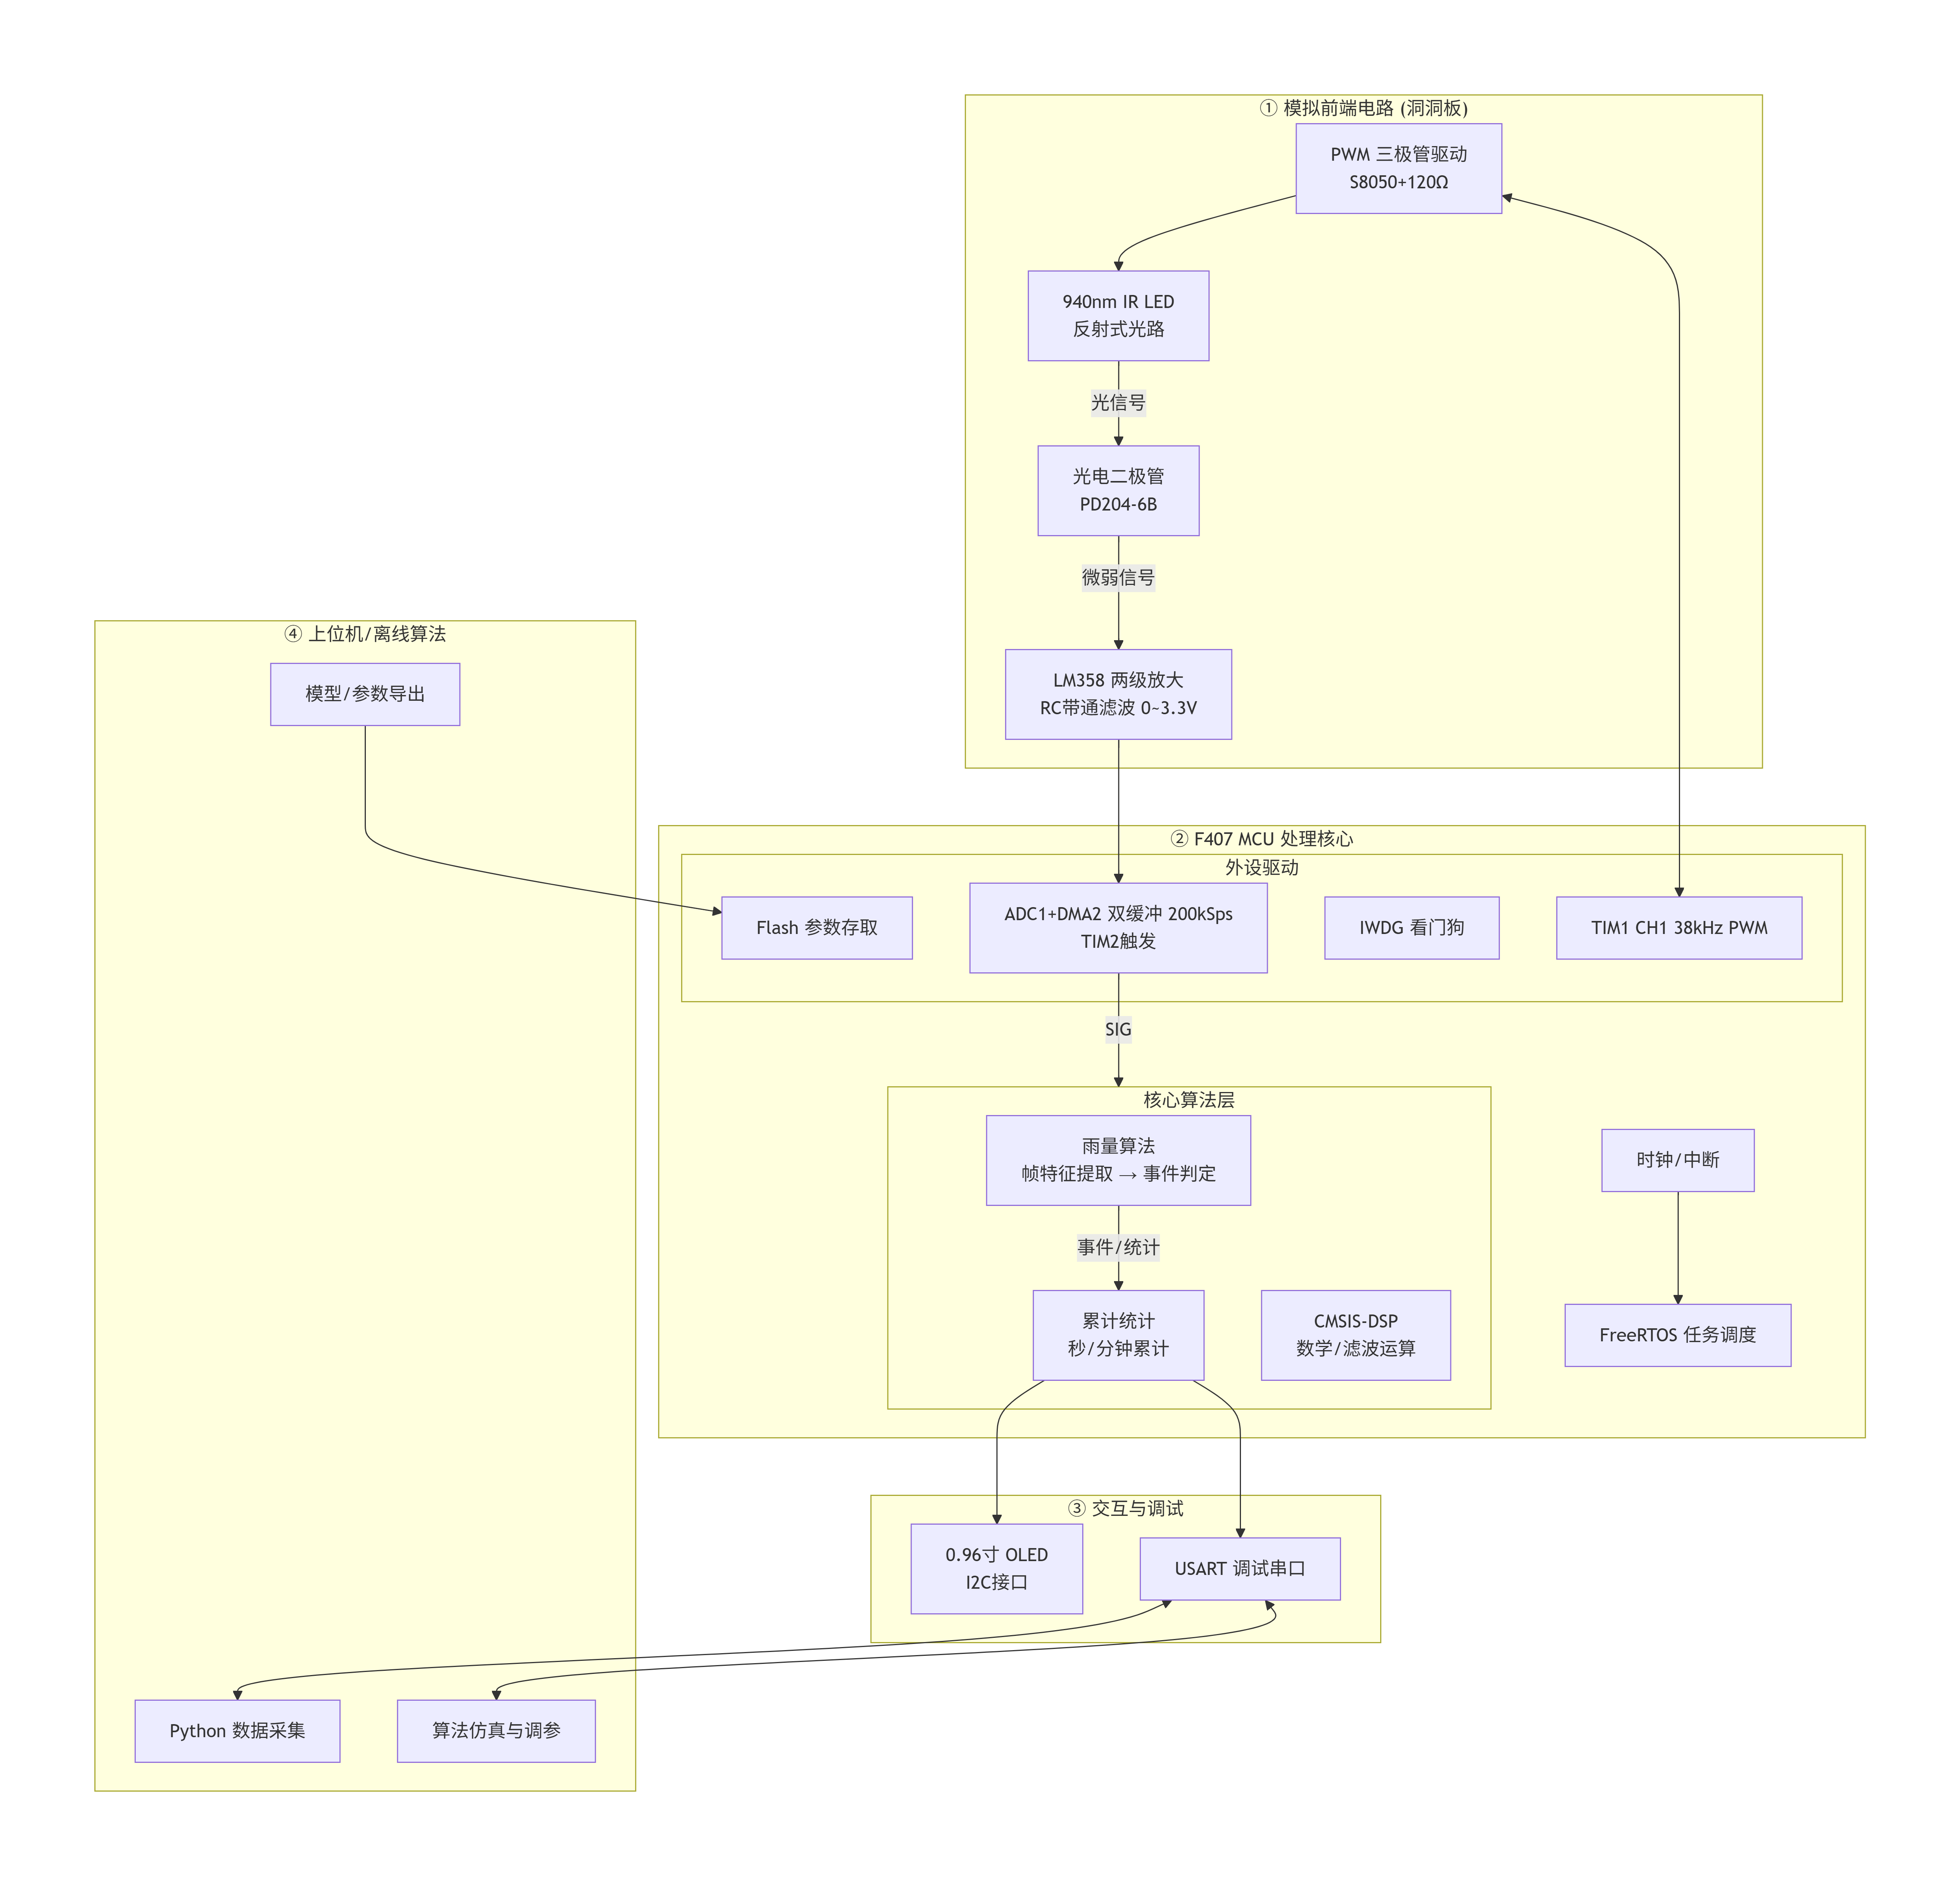 ① 模拟前端电路 (洞洞板)
PWM 三极管驱动
S8050+120Ω
940nm IR LED
反射式光路
光信号
光电二极管
PD204-6B
微弱信号
LM358 两级放大
RC带通滤波 0~3.3V
④ 上位机/离线算法
模型/参数导出
② F407 MCU 处理核心
外设驱动
Flash 参数存取
ADC1+DMA2 双缓冲 200kSps
TIM2触发
IWDG 看门狗
TIM1 CH1 38kHz PWM
SIG
核心算法层
雨量算法
帧特征提取 → 事件判定
时钟/中断
事件/统计
累计统计
秒/分钟累计
CMSIS-DSP
数学/滤波运算
FreeRTOS 任务调度
③ 交互与调试
0.96寸 OLED
I2C接口
USART 调试串口
Python 数据采集
算法仿真与调参